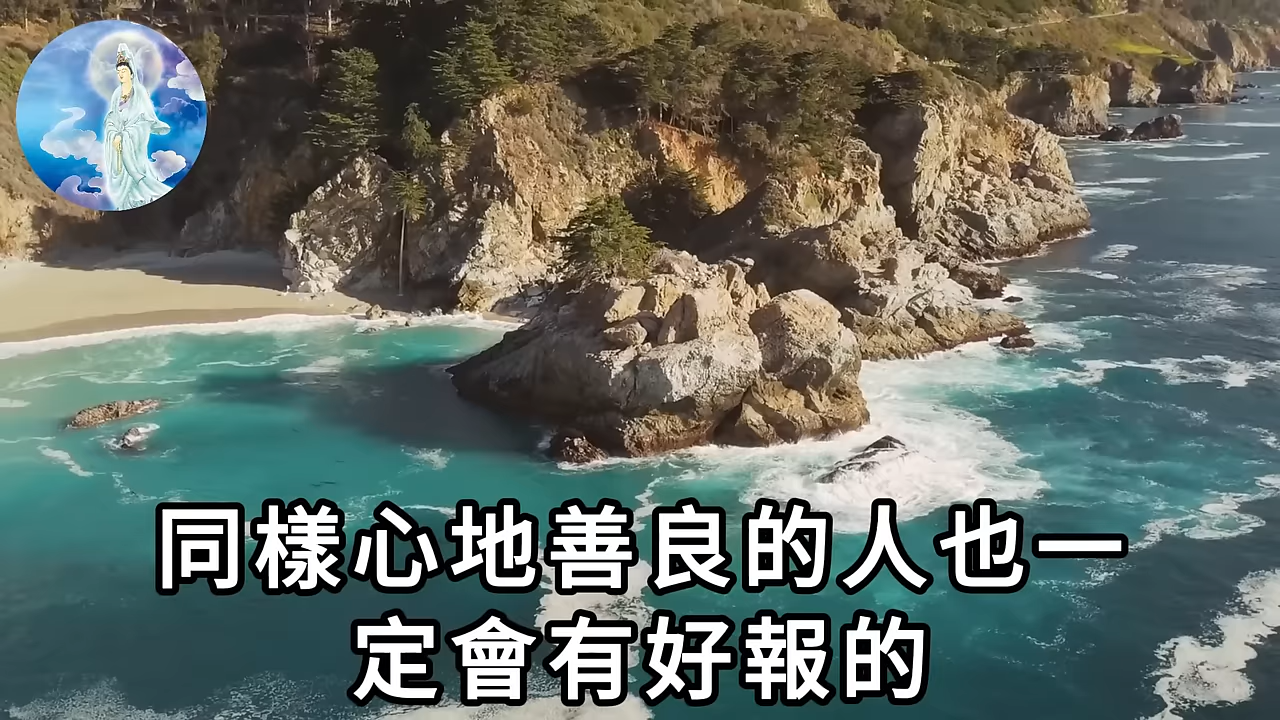 同樣心地善良的人也一
定會有好報的